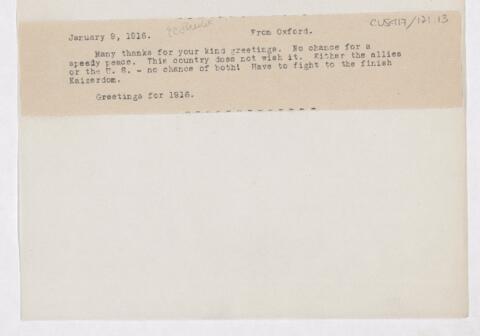 CUS417/121.13
January 9, 1916. From Oxford.
Many thanks for your kind greetings. No chance for a
speedy peace. This country does not wish it. Either the allies
or the U. S. - no chance of both! Have to fight to the finish
Kaizerdom.
Greetings for 1916.